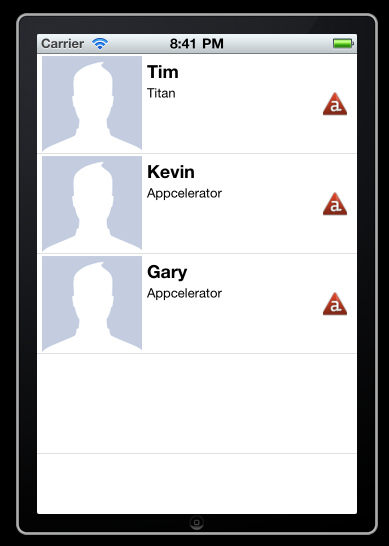 Carrier 8:41 PM
Tim
Titan
a
Kevin
Appcelerator
a
Gary
Appcelerator
a